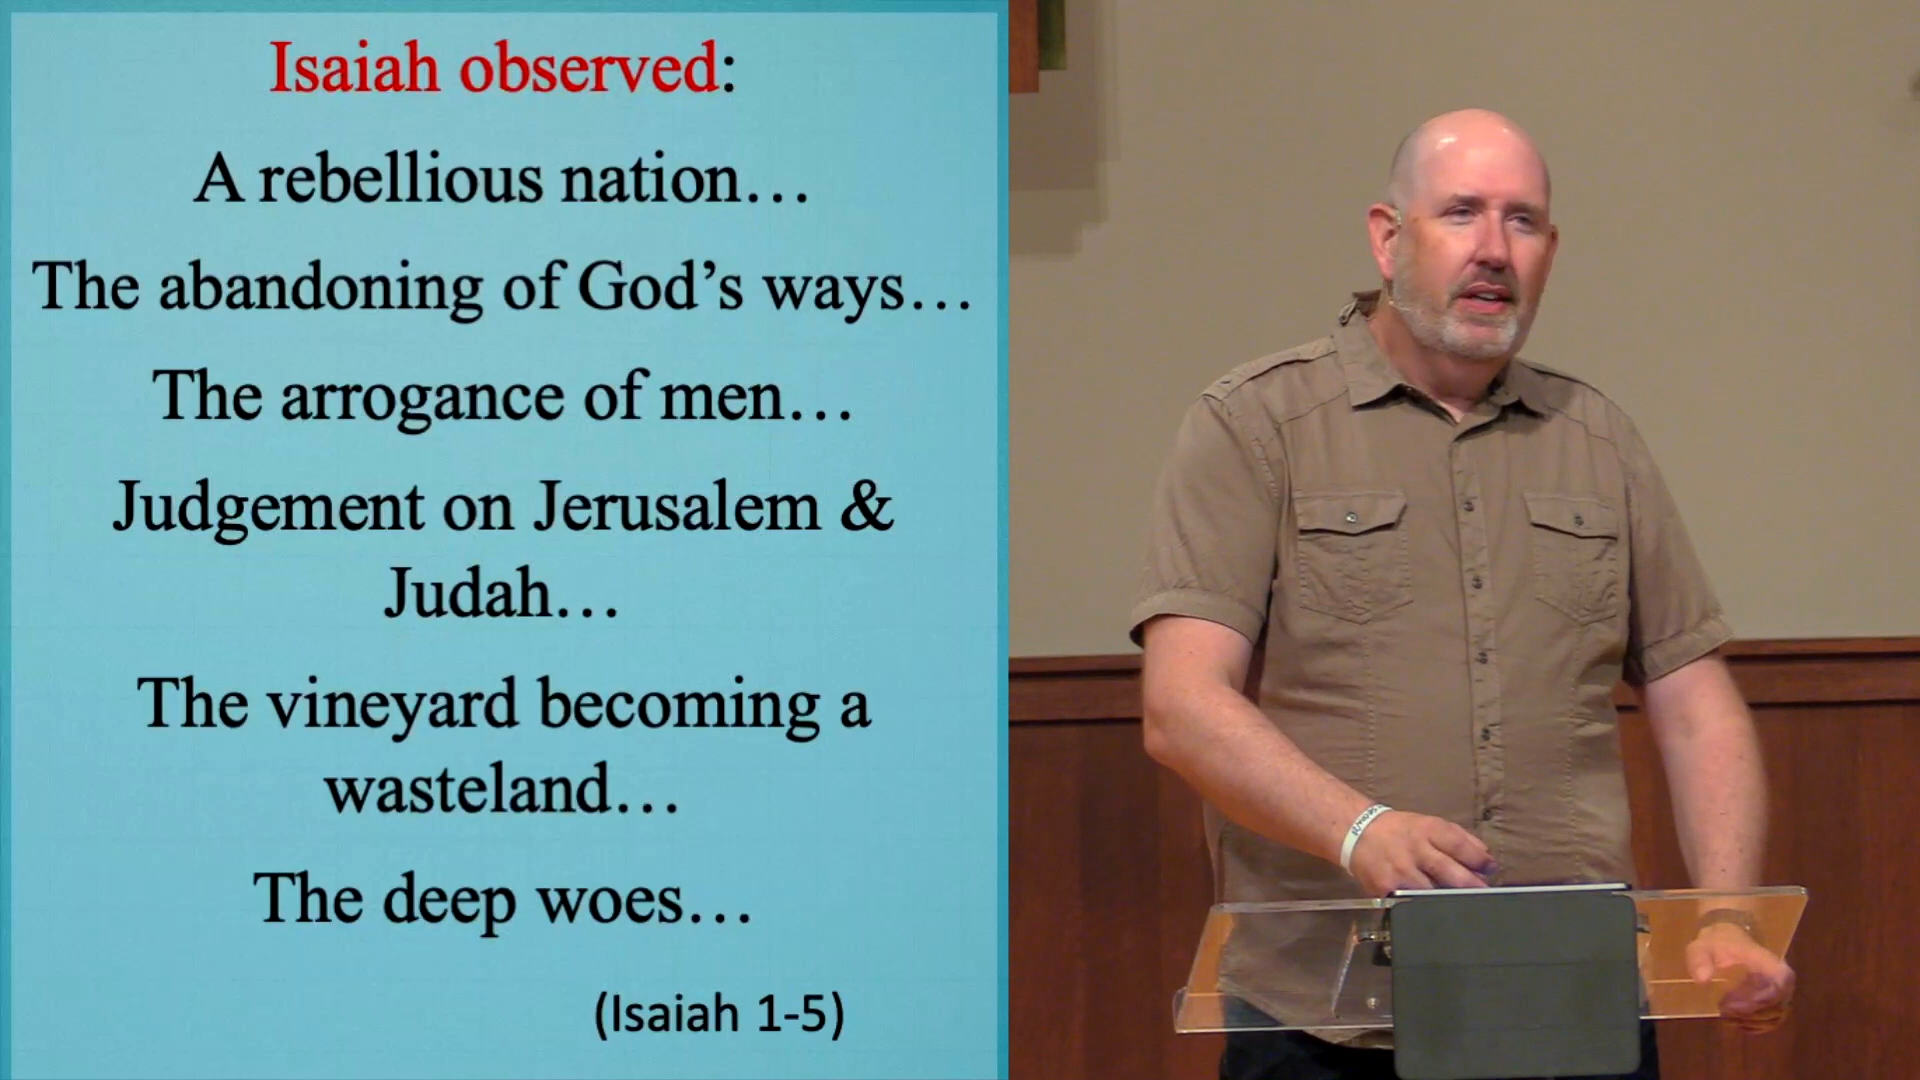 Isaiah observed:
A rebellious nation…
The abandoning of God’s ways…
The arrogance of men…
Judgement on Jerusalem &
Judah…
The vineyard becoming a
wasteland…
The deep woes…
(Isaiah 1-5)